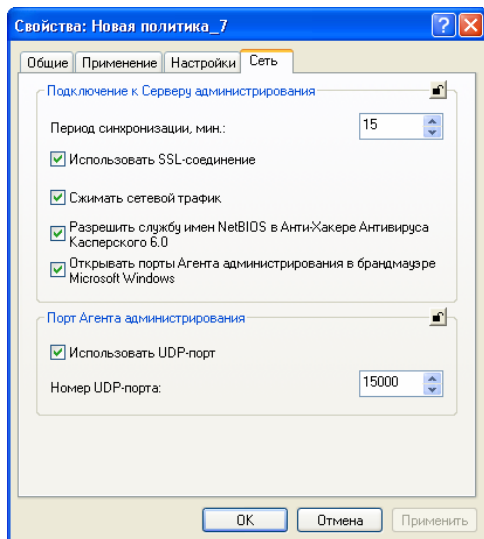 Свойства: Новая политика_7
Общие Применение Настройки Сеть
Подключение к Серверу администрирования
Период синхронизации, мин.: 15
Использовать SSL-соединение
Сжимать сетевой трафик
Разрешить службу имен NetBIOS в Анти-Хакере Антивируса
Касперского 6.0
Открывать порты Агента администрирования в брандмауэре
Microsoft Windows
Порт Агента администрирования
Использовать UDP-порт
Номер UDP-порта: 15000
OK Отмена Применить